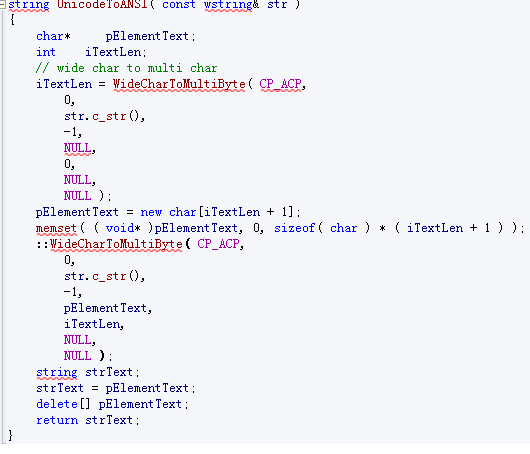 string UnicodeToANSI( const wstring& str )
{
char* pElementText;
int iTextLen;
// wide char to multi char
iTextLen = WideCharToMultiByte( CP_ACP,
0,
str.c_str(),
-1,
NULL,
0,
NULL,
NULL );
pElementText = new char[iTextLen + 1];
memset( ( void* )pElementText, 0, sizeof( char ) * ( iTextLen + 1 ) );
::WideCharToMultiByte( CP_ACP,
0,
str.c_str(),
-1,
pElementText,
iTextLen,
NULL,
NULL );
string strText;
strText = pElementText;
delete[] pElementText;
return strText;
}